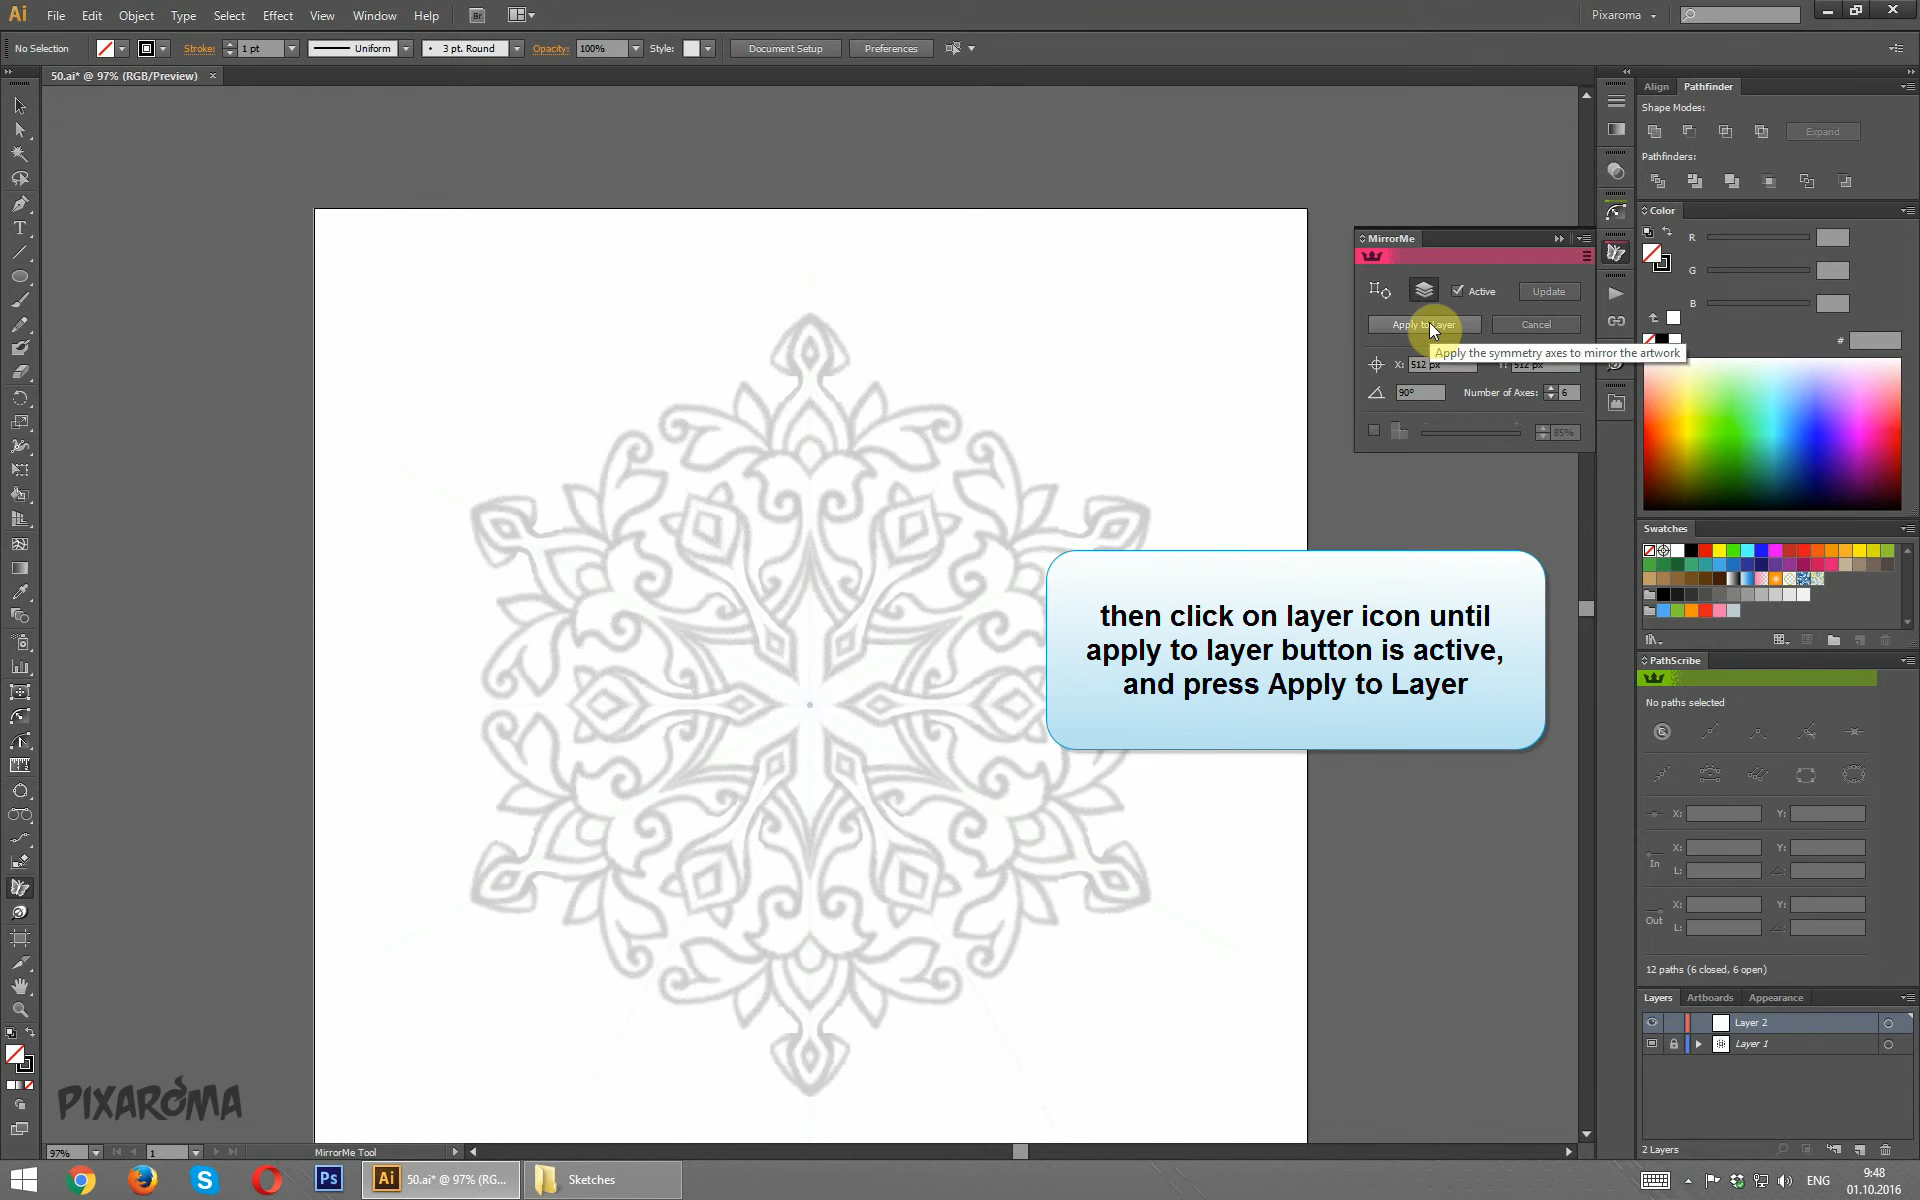 Ai File Edit Object Type Select Effect View Window Help Br Pixaroma
No Selection Stroke: 1 pt Uniform 3 pt. Round Opacity: 100% Style: Document Setup Preferences
50.ai* @ 97% (RGB/Preview) ×
Align Pathfinder
Shape Modes:
Expand
Pathfinders:
Color
R
G
B
#
MirrorMe
Active Update
Apply to Layer Cancel
Apply the symmetry axes to mirror the artwork
X: 512 px 512 px
90° Number of Axes: 6
85%
then click on layer icon until
apply to layer button is active,
and press Apply to Layer
Swatches
PathScribe
No paths selected
X: Y:
In X: Y:
L:
Out X: Y:
L:
12 paths (6 closed, 6 open)
Layers Artboards Appearance
Layer 2
Layer 1
2 Layers
PIXAROMA
97% 1 MirrorMe Tool
Ps Ai 50.ai* @ 97% (RG... Sketches ENG 9:48
01.10.2016